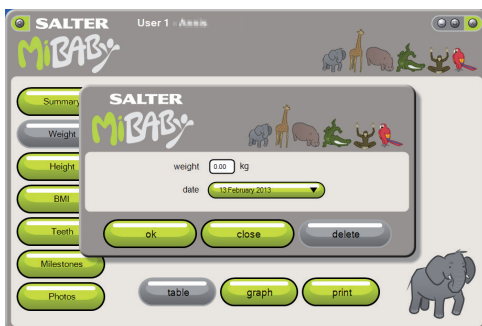 SALTER
User 1 -
MiBABy
Summary
Weight
Height
BMI
Teeth
Milestones
Photos
SALTER
MiBABy
weight 0.00 kg
date 13 February 2013
ok close delete
table graph print